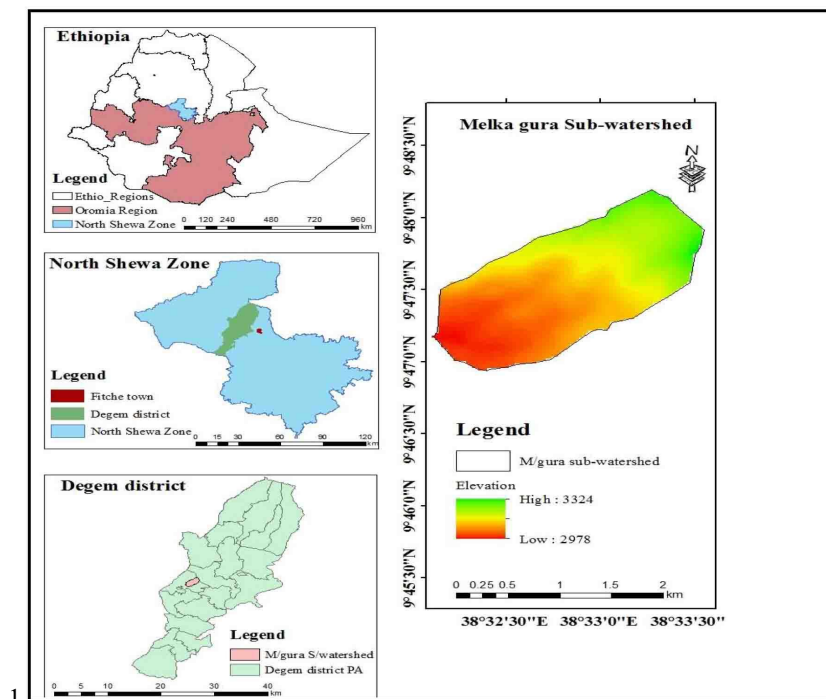 Ethiopia
Legend
Ethio_Regions
Oromia Region
North Shewa Zone
0 120 240 480 720 960
km
North Shewa Zone
Legend
Fitche town
Degem district
North Shewa Zone
0 15 30 60 90 120
km
Degem district
Legend
M/gura S/watershed
Degem district PA
0 5 10 20 30 40
km
Melka gura Sub-watershed
N
9°48'30"N
9°48'0"N
9°47'30"N
9°47'0"N
9°46'30"N
9°46'0"N
9°45'30"N
Legend
M/gura sub-watershed
Elevation
High : 3324
Low : 2978
0 0.25 0.5 1 1.5 2
km
38°32'30"E 38°33'0"E 38°33'30"E
1